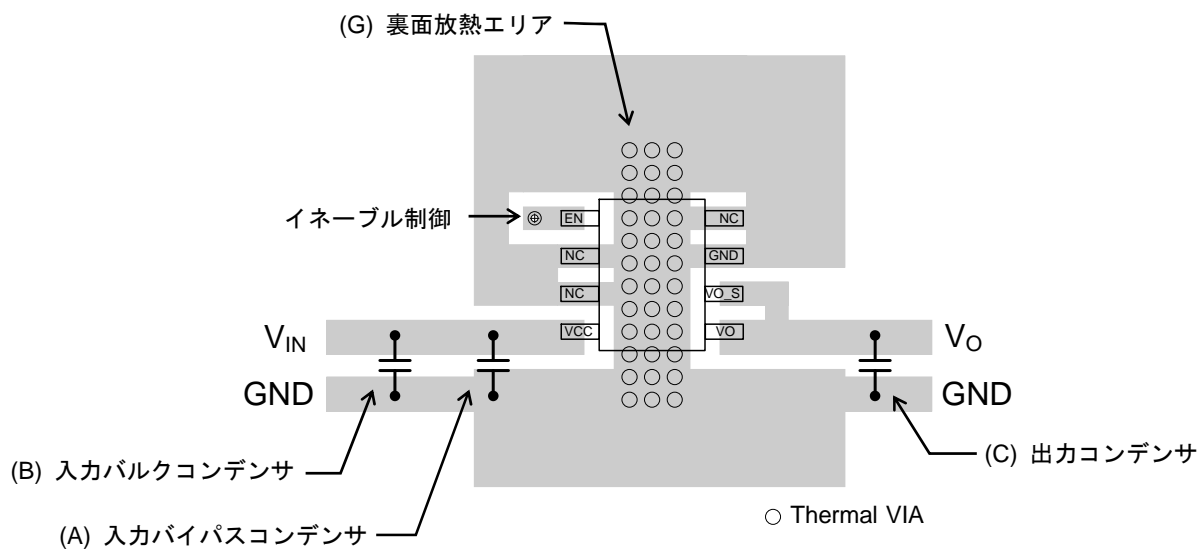 (G) 裏面放熱エリア
イネーブル制御
EN
NC
NC
GND
NC
VO_S
VCC
VO
VIN
VO
GND
GND
(B) 入力バルクコンデンサ
(C) 出力コンデンサ
(A) 入力バイパスコンデンサ
Thermal VIA